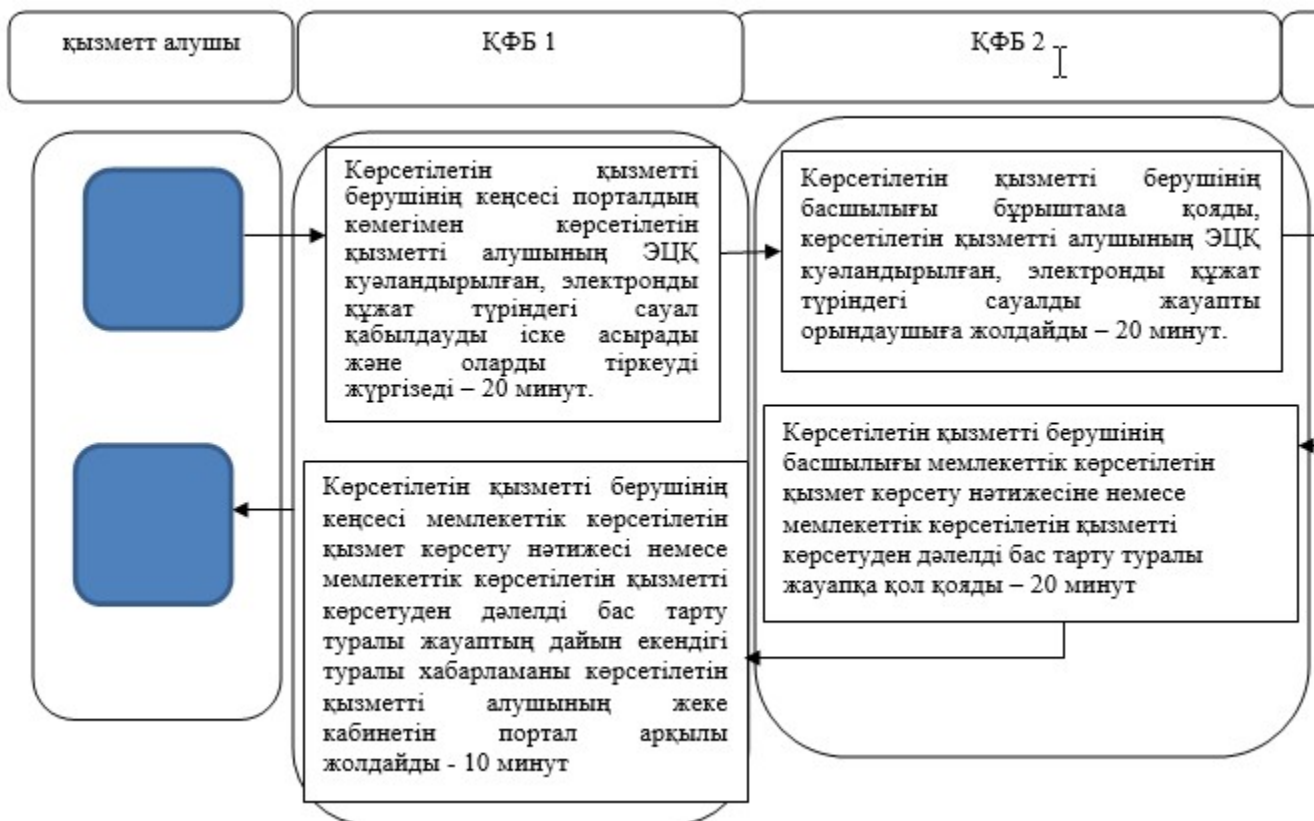 қызметт алушы
ҚФБ 1
ҚФБ 2
Көрсетілетін қызметті
берушінің кеңсесі порталдың
көмегімен көрсетілетін
қызметті алушының ЭЦҚ
куәландырылған, электронды
құжат түріндегі сауал
қабылдауды іске асырады
және оларды тіркеуді
жүргізеді – 20 минут.
Көрсетілетін қызметті берушінің
басшылығы бұрыштама қояды,
көрсетілетін қызметті алушының ЭЦҚ
куәландырылған, электронды құжат
түріндегі сауалды жауапты
орындаушыға жолдайды – 20 минут.
Көрсетілетін қызметті берушінің
басшылығы мемлекеттік көрсетілетін
қызмет көрсету нәтижесіне немесе
мемлекеттік көрсетілетін қызметті
көрсетуден дәлелді бас тарту туралы
жауапқа қол қояды – 20 минут
Көрсетілетін қызметті берушінің
кеңсесі мемлекеттік көрсетілетін
қызмет көрсету нәтижесі немесе
мемлекеттік көрсетілетін қызметті
көрсетуден дәлелді бас тарту
туралы жауаптың дайын екендігі
туралы хабарламаны көрсетілетін
қызметті алушының жеке
кабинетін портал арқылы
жолдайды - 10 минут